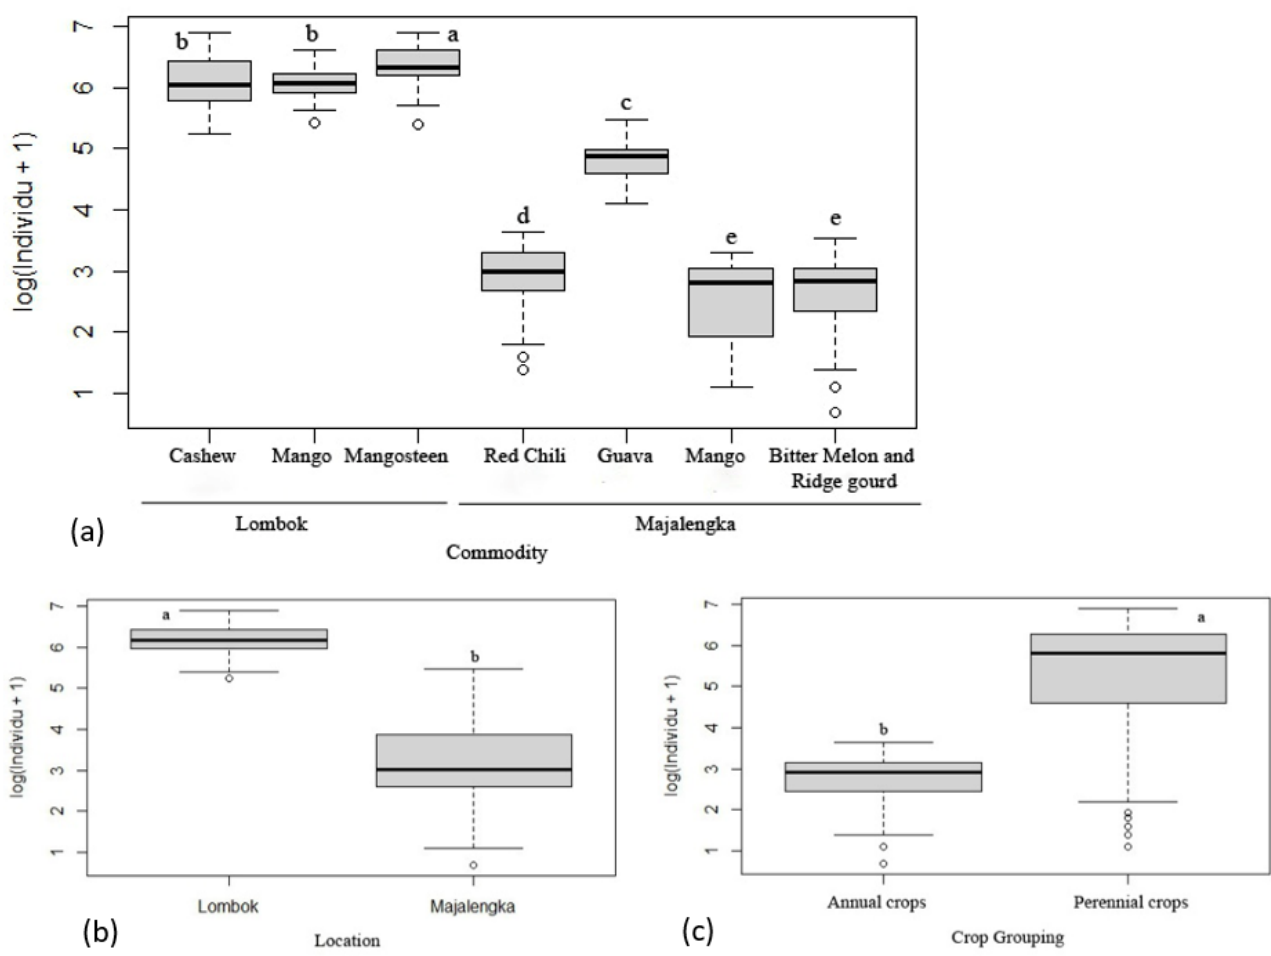 log(Individu + 1)
7
6
5
4
3
2
1
b
b
a
d
c
e
e
Cashew
Mango
Mangosteen
Red Chili
Guava
Mango
Bitter Melon and
Ridge gourd
Lombok
Majalengka
(a)
Commodity
log(Individu + 1)
7
6
5
4
3
2
1
a
b
Lombok
Majalengka
(b)
Location
log(Individu + 1)
7
6
5
4
3
2
1
b
a
Annual crops
Perennial crops
(c)
Crop Grouping